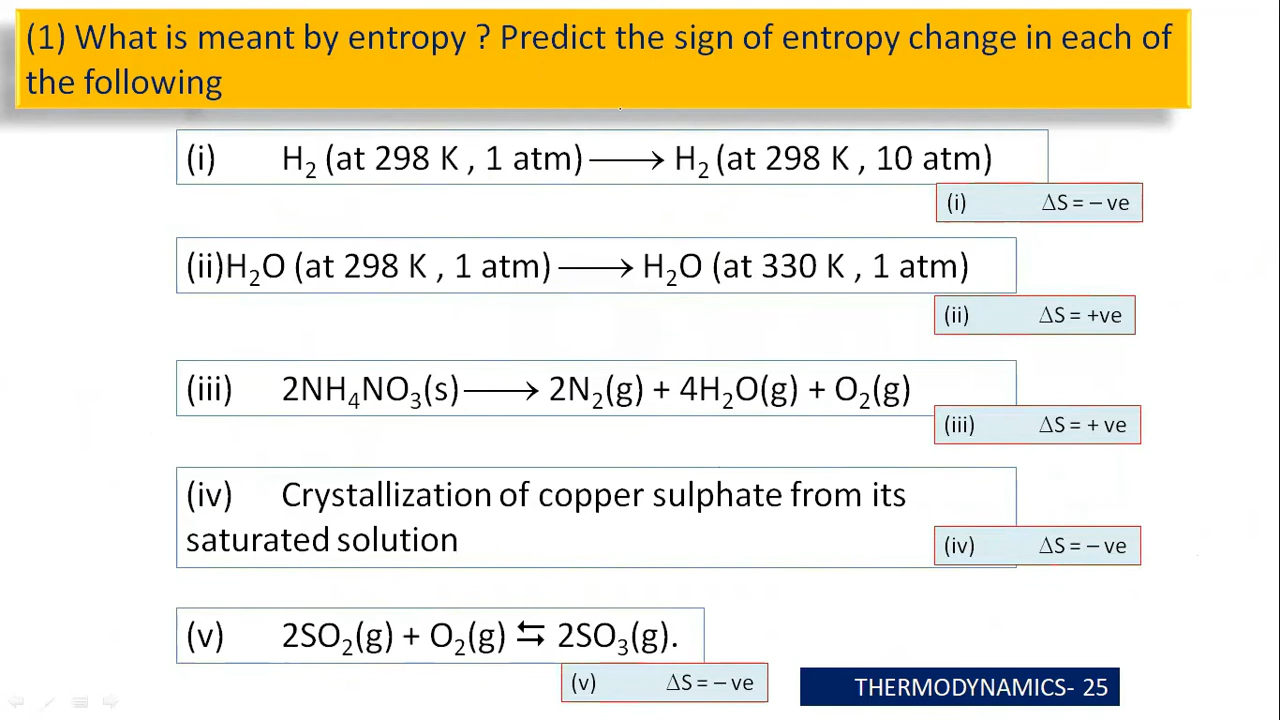 (1) What is meant by entropy ? Predict the sign of entropy change in each of
the following
(i) H₂ (at 298 K , 1 atm) ⟶ H₂ (at 298 K , 10 atm)
(i) ΔS = – ve
(ii)H₂O (at 298 K , 1 atm) ⟶ H₂O (at 330 K , 1 atm)
(ii) ΔS = +ve
(iii) 2NH₄NO₃(s) ⟶ 2N₂(g) + 4H₂O(g) + O₂(g)
(iii) ΔS = + ve
(iv) Crystallization of copper sulphate from its
saturated solution
(iv) ΔS = – ve
(v) 2SO₂(g) + O₂(g) ⇆ 2SO₃(g).
(v) ΔS = – ve
THERMODYNAMICS- 25